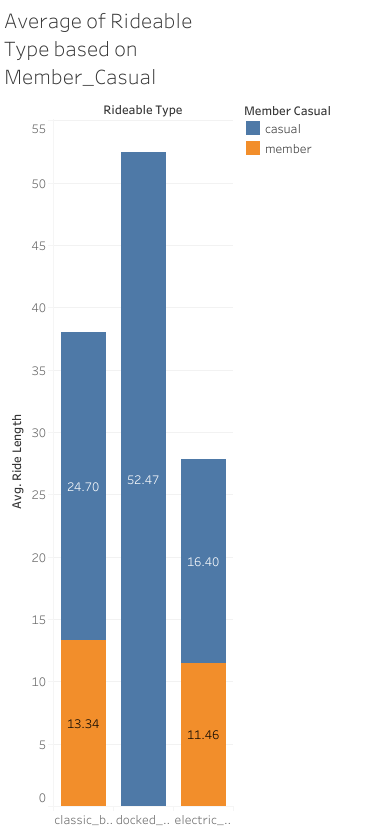 Average of Rideable
Type based on
Member_Casual
Rideable Type
Member Casual
casual
member
55
50
45
40
35
30
25
20
15
10
5
0
Avg. Ride Length
24.70
52.47
16.40
13.34
11.46
classic_b.. docked_.. electric_..